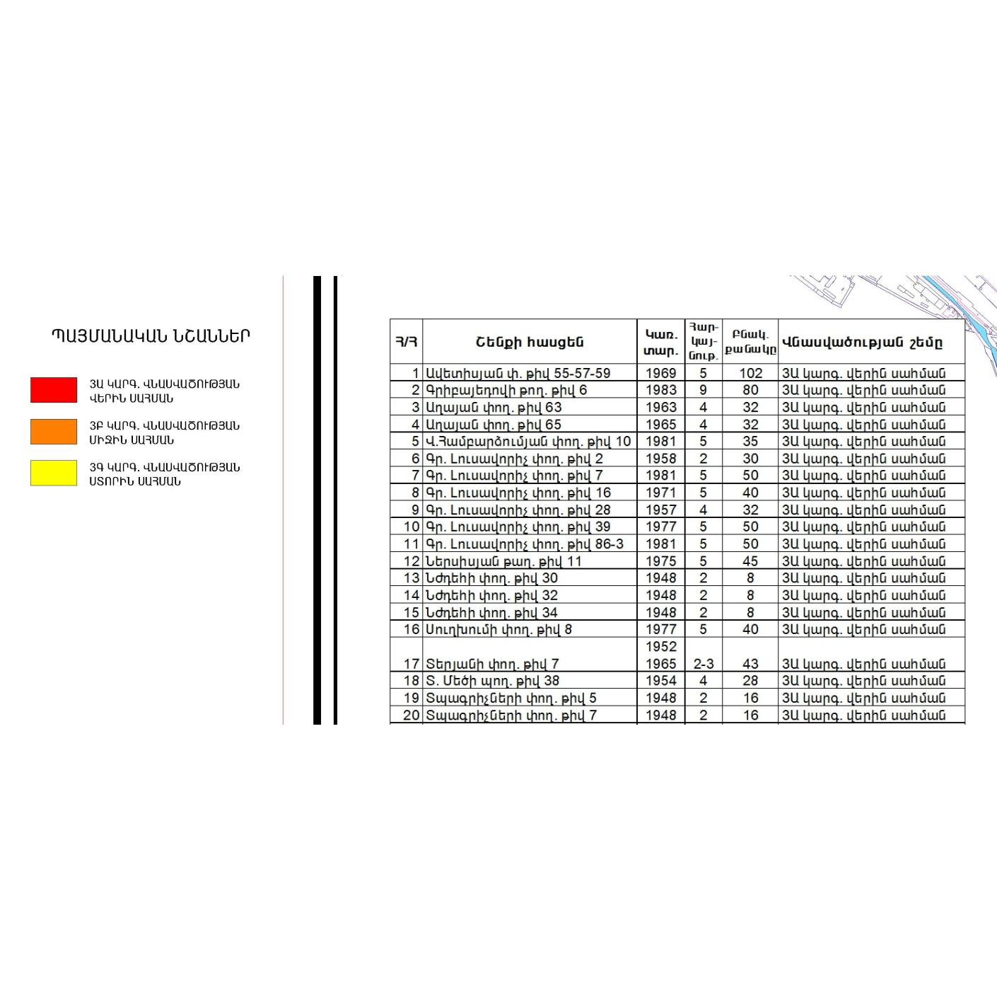 ՊԱՅՄԱՆԱԿԱՆ ՆՇԱՆՆԵՐ
3Ա ԿԱՐԳ. ՎՆԱՍՎԱԾՈՒԹՅԱՆ
ՎԵՐԻՆ ՍԱՀՄԱՆ
3Բ ԿԱՐԳ. ՎՆԱՍՎԱԾՈՒԹՅԱՆ
ՄԻՋԻՆ ՍԱՀՄԱՆ
3Գ ԿԱՐԳ. ՎՆԱՍՎԱԾՈՒԹՅԱՆ
ՍՏՈՐԻՆ ՍԱՀՄԱՆ
Հ/Հ Շենքի հասցեն Կառ. տար. Հար-կայ-նութ. Բնակ. քանակը Վնասվածության շեմը
1 Ավետիսյան փ. թիվ 55-57-59 1969 5 102 3Ա կարգ. վերին սահման
2 Գրիբայեդովի թող. թիվ 6 1983 9 80 3Ա կարգ. վերին սահման
3 Աղայան փող. թիվ 63 1963 4 32 3Ա կարգ. վերին սահման
4 Աղայան փող. թիվ 65 1965 4 32 3Ա կարգ. վերին սահման
5 Վ.Համբարձումյան փող. թիվ 10 1981 5 35 3Ա կարգ. վերին սահման
6 Գր. Լուսավորիչ փող. թիվ 2 1958 2 30 3Ա կարգ. վերին սահման
7 Գր. Լուսավորիչ փող. թիվ 7 1981 5 50 3Ա կարգ. վերին սահման
8 Գր. Լուսավորիչ փող. թիվ 16 1971 5 40 3Ա կարգ. վերին սահման
9 Գր. Լուսավորիչ փող. թիվ 28 1957 4 32 3Ա կարգ. վերին սահման
10 Գր. Լուսավորիչ փող. թիվ 39 1977 5 50 3Ա կարգ. վերին սահման
11 Գր. Լուսավորիչ փող. թիվ 86-3 1981 5 50 3Ա կարգ. վերին սահման
12 Ներսիսյան թաղ. թիվ 11 1975 5 45 3Ա կարգ. վերին սահման
13 Նժդեհի փող. թիվ 30 1948 2 8 3Ա կարգ. վերին սահման
14 Նժդեհի փող. թիվ 32 1948 2 8 3Ա կարգ. վերին սահման
15 Նժդեհի փող. թիվ 34 1948 2 8 3Ա կարգ. վերին սահման
16 Սուղխումի փող. թիվ 8 1977 5 40 3Ա կարգ. վերին սահման
1952
17 Տերյանի փող. թիվ 7 1965 2-3 43 3Ա կարգ. վերին սահման
18 Տ. Մեծի պող. թիվ 38 1954 4 28 3Ա կարգ. վերին սահման
19 Տպագրիչների փող. թիվ 5 1948 2 16 3Ա կարգ. վերին սահման
20 Տպագրիչների փող. թիվ 7 1948 2 16 3Ա կարգ. վերին սահման